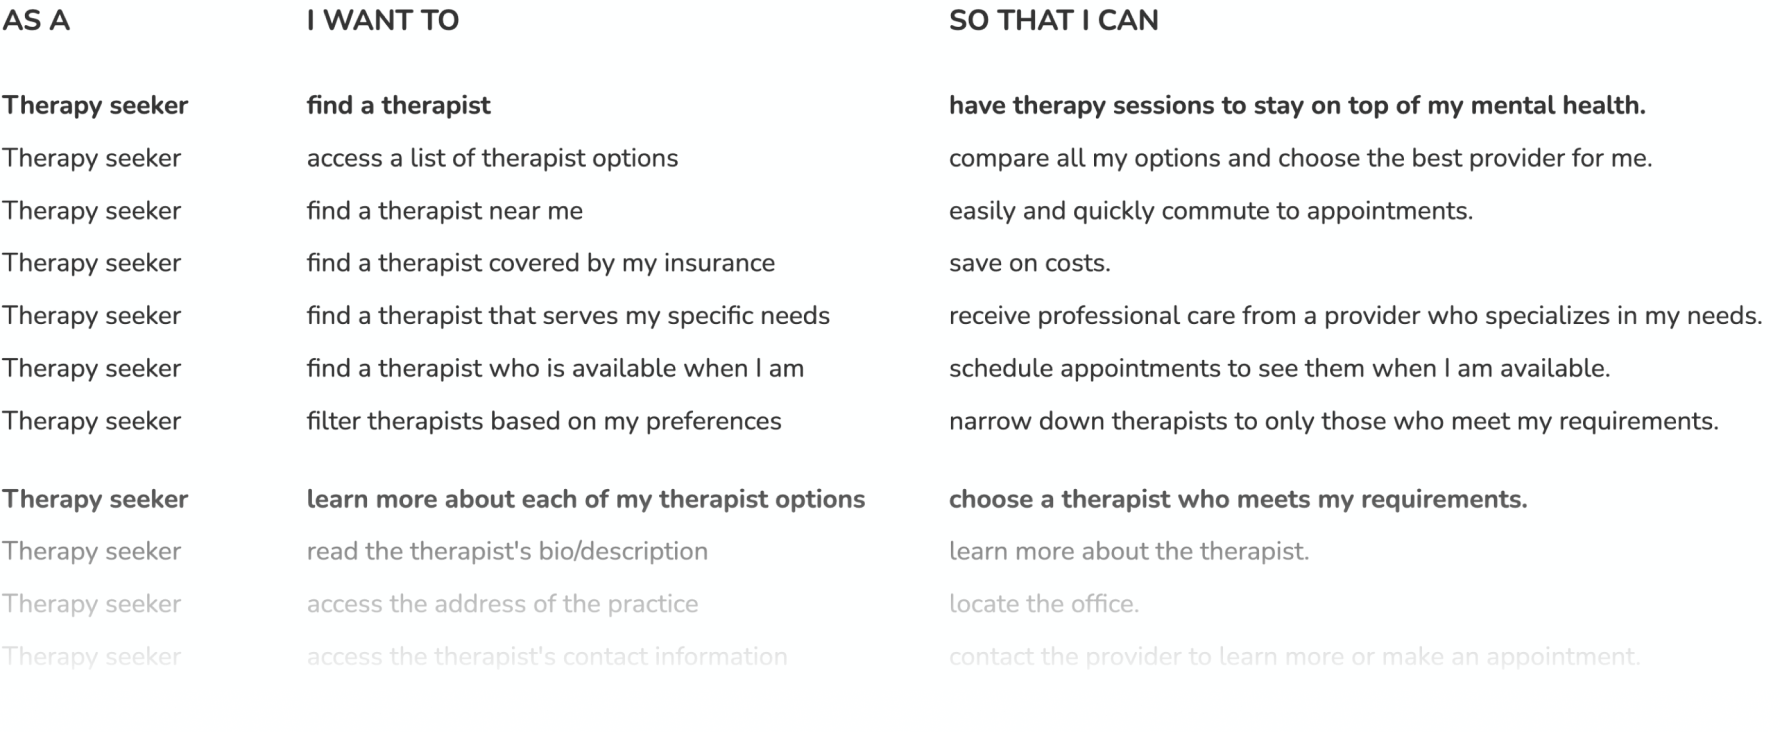 AS A I WANT TO SO THAT I CAN
Therapy seeker find a therapist have therapy sessions to stay on top of my mental health.
Therapy seeker access a list of therapist options compare all my options and choose the best provider for me.
Therapy seeker find a therapist near me easily and quickly commute to appointments.
Therapy seeker find a therapist covered by my insurance save on costs.
Therapy seeker find a therapist that serves my specific needs receive professional care from a provider who specializes in my needs.
Therapy seeker find a therapist who is available when I am schedule appointments to see them when I am available.
Therapy seeker filter therapists based on my preferences narrow down therapists to only those who meet my requirements.
Therapy seeker learn more about each of my therapist options choose a therapist who meets my requirements.
Therapy seeker read the therapist's bio/description learn more about the therapist.
Therapy seeker access the address of the practice locate the office.
Therapy seeker access the therapist's contact information contact the provider to learn more or make an appointment.